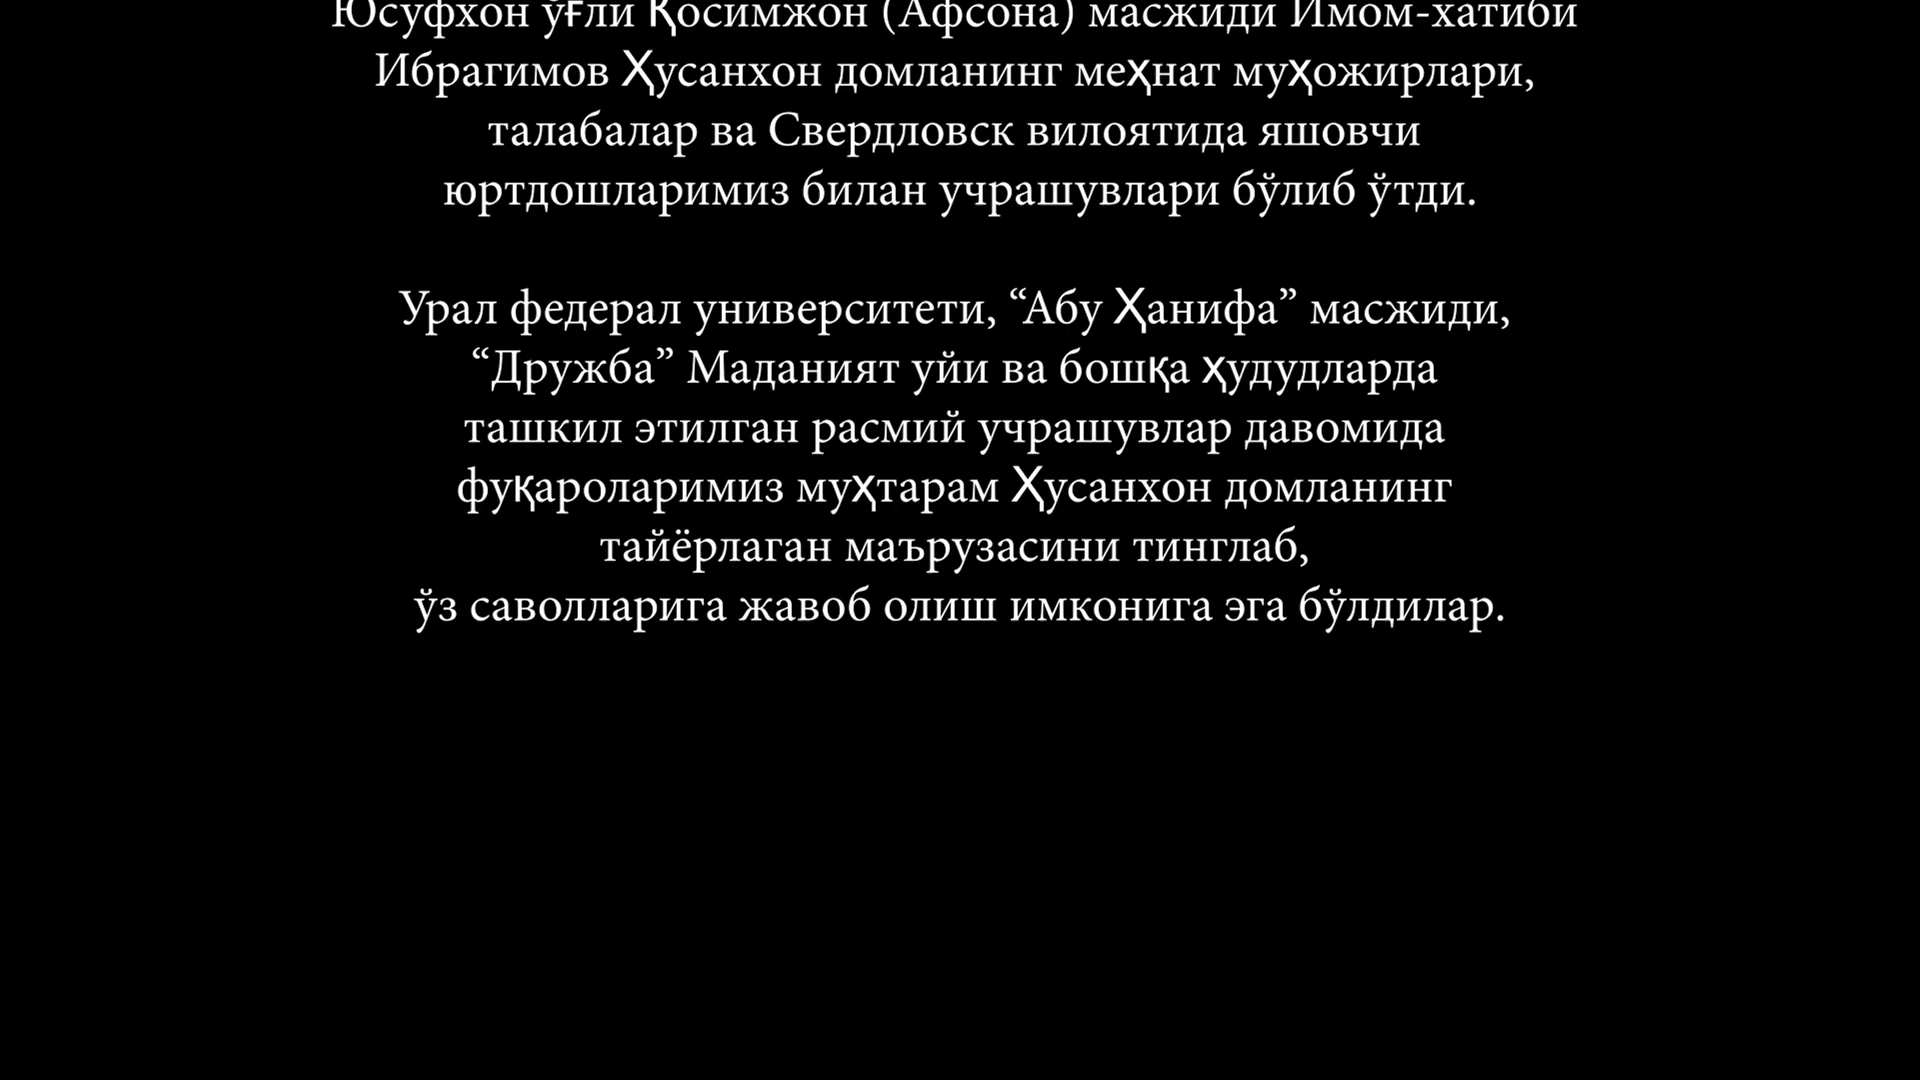 Юсуфхон ўғли Қосимжон (Афсона) масжиди Имом-хатиби
Ибрагимов Ҳусанхон домланинг меҳнат муҳожирлари,
талабалар ва Свердловск вилоятида яшовчи
юртдошларимиз билан учрашувлари бўлиб ўтди.
Урал федерал университети, “Абу Ҳанифа” масжиди,
“Дружба” Маданият уйи ва бошқа ҳудудларда
ташкил этилган расмий учрашувлар давомида
фуқароларимиз муҳтарам Ҳусанхон домланинг
тайёрлаган маърузасини тинглаб,
ўз саволларига жавоб олиш имконига эга бўлдилар.